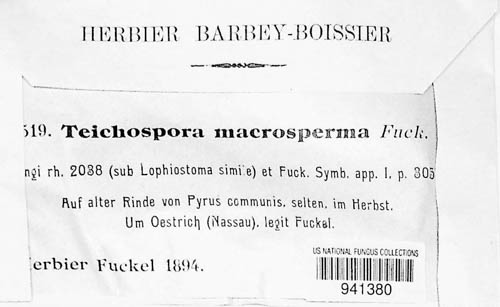 HERBIER BARBEY-BOISSIER
519. Teichospora macrosperma Fuck.
ngi rh. 2038 (sub Lophiostoma simile) et Fuck. Symb. app. I. p. 305
Auf alter Rinde von Pyrus communis, selten, im Herbst.
Um Oestrich (Nassau). legit Fuckel.
erbier Fuckel 1894.
US NATIONAL FUNGUS COLLECTIONS
941380